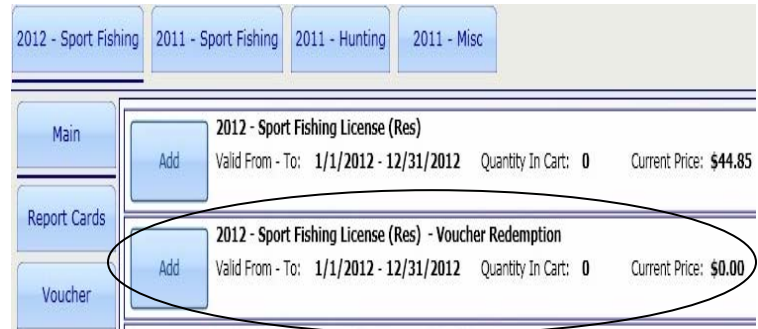 2012 - Sport Fishing 2011 - Sport Fishing 2011 - Hunting 2011 - Misc
Main
2012 - Sport Fishing License (Res)
Add Valid From - To: 1/1/2012 - 12/31/2012 Quantity In Cart: 0 Current Price: $44.85
Report Cards
2012 - Sport Fishing License (Res) - Voucher Redemption
Add Valid From - To: 1/1/2012 - 12/31/2012 Quantity In Cart: 0 Current Price: $0.00
Voucher